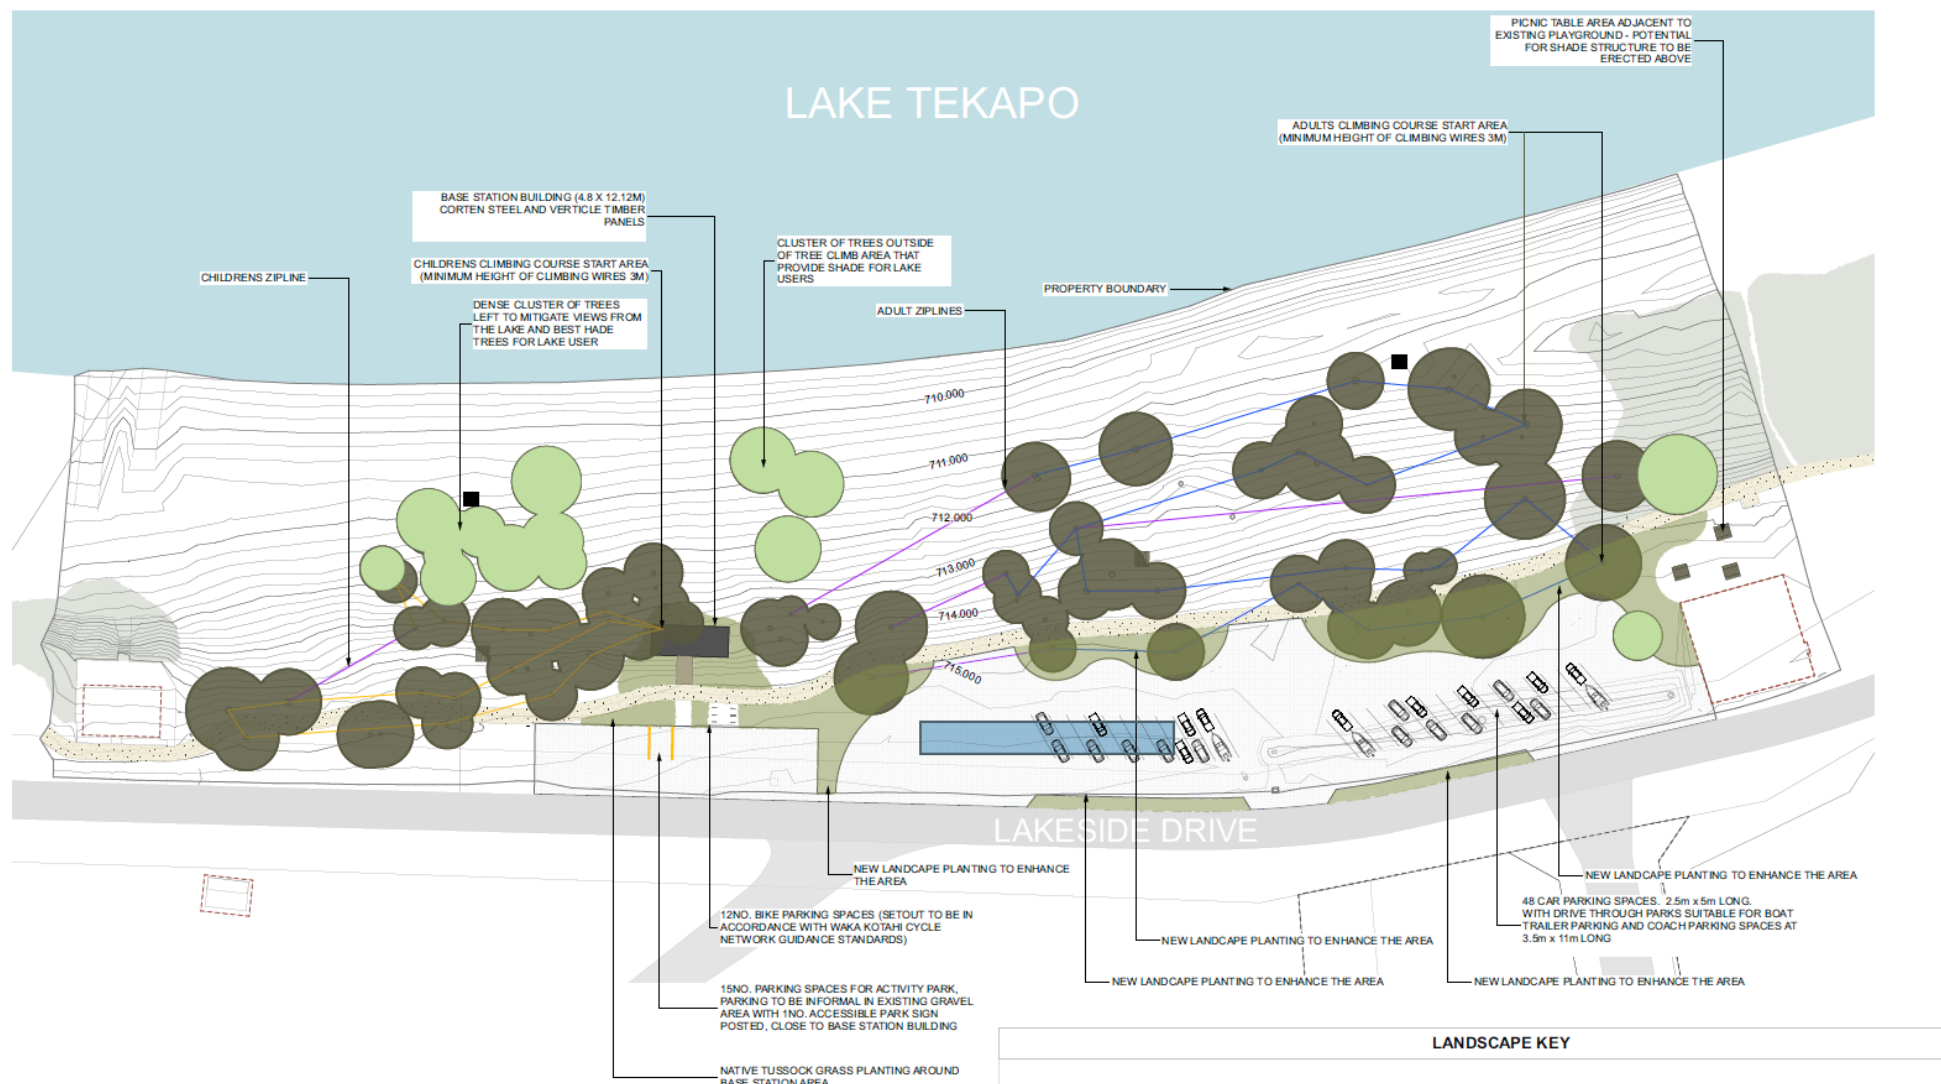 PICNIC TABLE AREA ADJACENT TO
EXISTING PLAYGROUND - POTENTIAL
FOR SHADE STRUCTURE TO BE
ERECTED ABOVE
LAKE TEKAPO
ADULTS CLIMBING COURSE START AREA
(MINIMUM HEIGHT OF CLIMBING WIRES 3M)
BASE STATION BUILDING (4.8 X 12.12M)
CORTEN STEEL AND VERTICLE TIMBER
PANELS
CLUSTER OF TREES OUTSIDE
OF TREE CLIMB AREA THAT
PROVIDE SHADE FOR LAKE
USERS
CHILDRENS CLIMBING COURSE START AREA
(MINIMUM HEIGHT OF CLIMBING WIRES 3M)
CHILDRENS ZIPLINE
PROPERTY BOUNDARY
DENSE CLUSTER OF TREES
LEFT TO MITIGATE VIEWS FROM
THE LAKE AND BEST HADE
TREES FOR LAKE USER
ADULT ZIPLINES
710.000
711.000
712.000
713.000
714.000
715.000
LAKESIDE DRIVE
NEW LANDSCAPE PLANTING TO ENHANCE
THE AREA
NEW LANDSCAPE PLANTING TO ENHANCE THE AREA
48 CAR PARKING SPACES. 2.5m x 5m LONG.
WITH DRIVE THROUGH PARKS SUITABLE FOR BOAT
TRAILER PARKING AND COACH PARKING SPACES AT
3.5m x 11m LONG
12NO. BIKE PARKING SPACES (SETOUT TO BE IN
ACCORDANCE WITH WAKA KOTAHI CYCLE
NETWORK GUIDANCE STANDARDS)
NEW LANDCAPE PLANTING TO ENHANCE THE AREA
NEW LANDSCAPE PLANTING TO ENHANCE THE AREA
NEW LANDSCAPE PLANTING TO ENHANCE THE AREA
15NO. PARKING SPACES FOR ACTIVITY PARK,
PARKING TO BE INFORMAL IN EXISTING GRAVEL
AREA WITH 1NO. ACCESSIBLE PARK SIGN
POSTED, CLOSE TO BASE STATION BUILDING
LANDSCAPE KEY
NATIVE TUSSOCK GRASS PLANTING AROUND
BASE STATION AREA